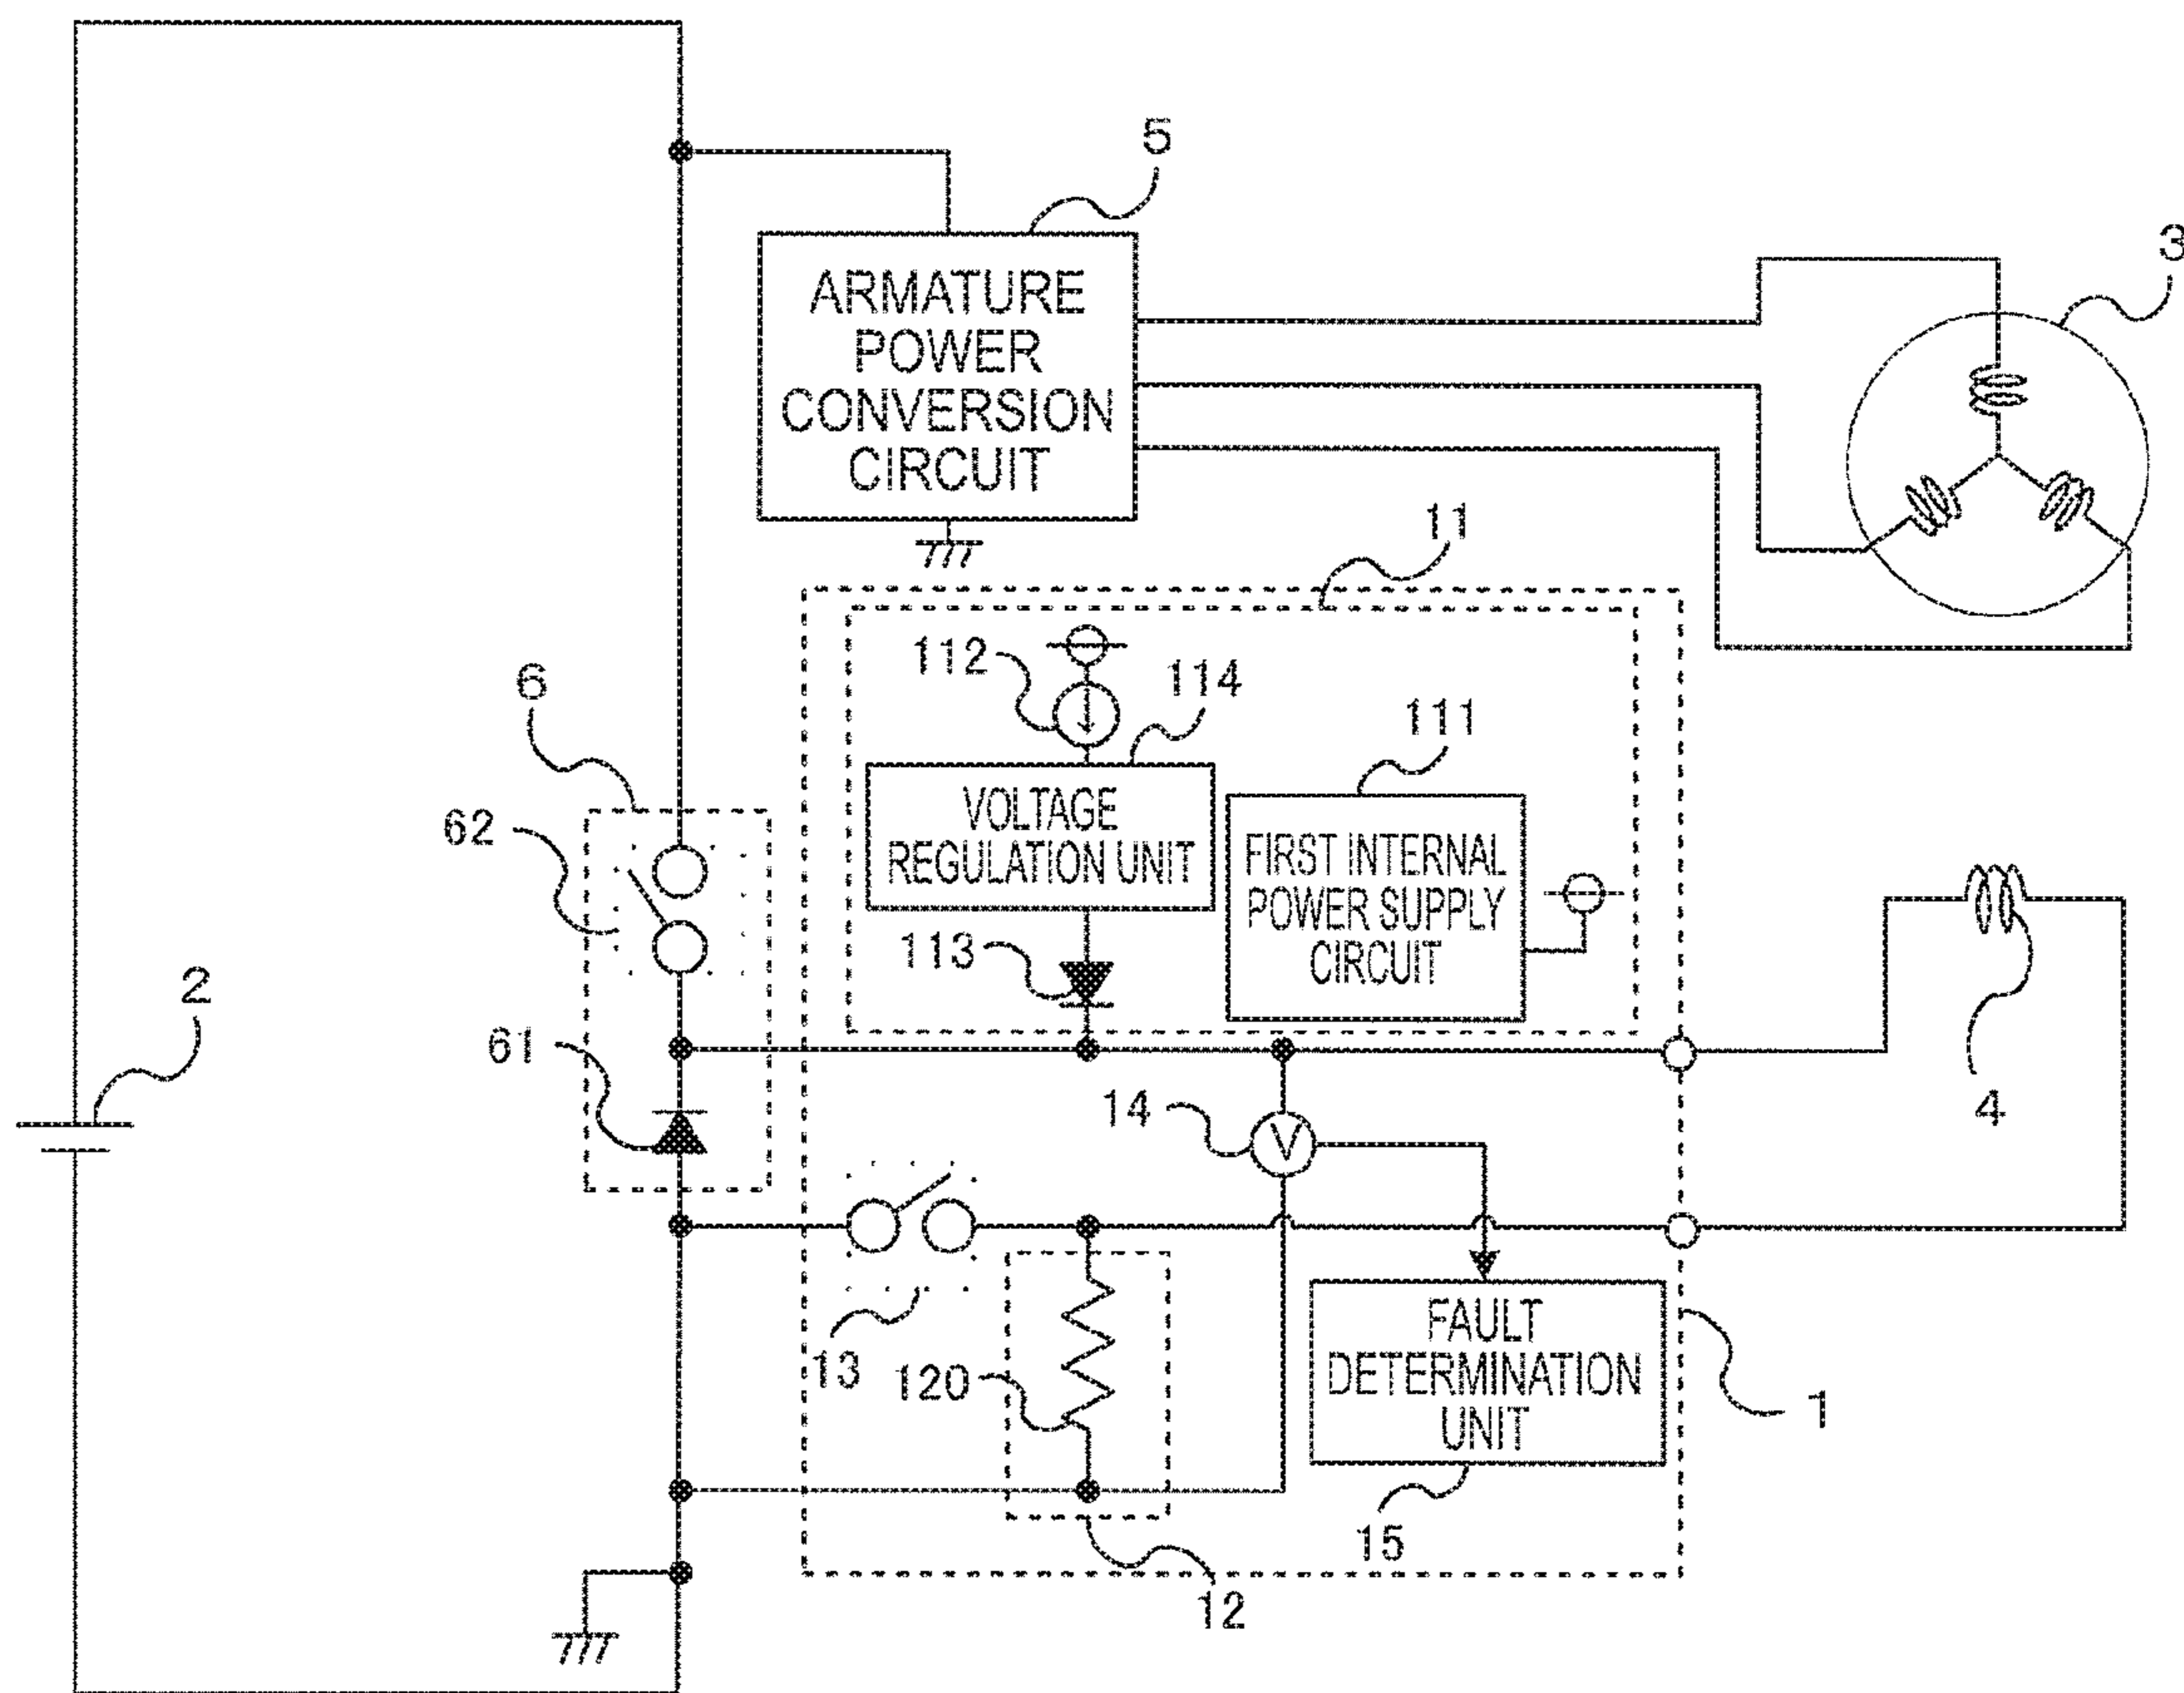 5
3
ARMATURE
POWER
CONVERSION
CIRCUIT
11
112
114
111
6
62
VOLTAGE
REGULATION UNIT
FIRST INTERNAL
POWER SUPPLY
CIRCUIT
113
2
61
14
V
4
13
120
FAULT
DETERMINATION
UNIT
1
15
12